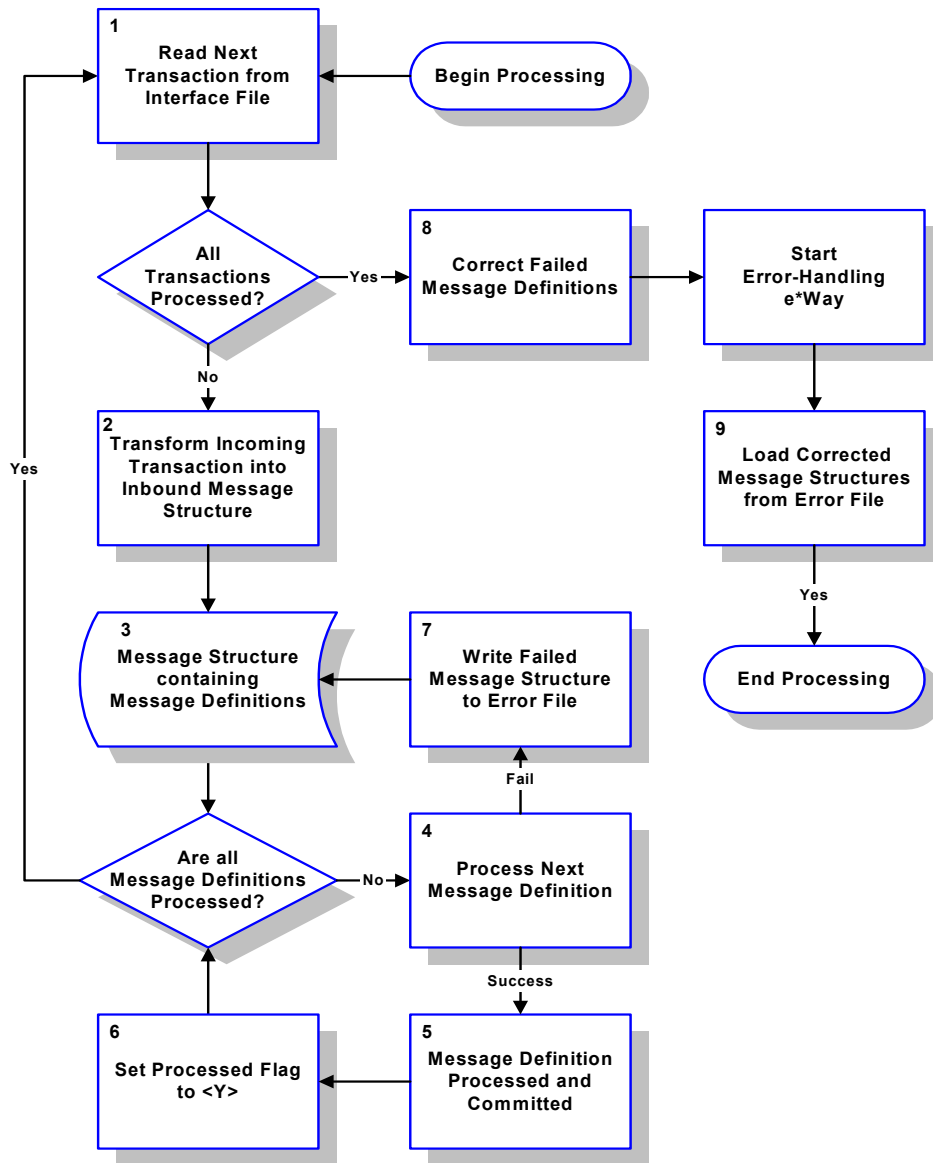 1
Read Next
Transaction from
Interface File
Begin Processing
All
Transactions
Processed?
Yes
8
Correct Failed
Message Definitions
Start
Error-Handling
e*Way
No
2
Transform Incoming
Transaction into
Inbound Message
Structure
9
Load Corrected
Message Structures
from Error File
Yes
Yes
3
Message Structure
containing
Message Definitions
7
Write Failed
Message Structure
to Error File
End Processing
Fail
Are all
Message Definitions
Processed?
No
4
Process Next
Message Definition
Success
6
Set Processed Flag
to <Y>
5
Message Definition
Processed and
Committed